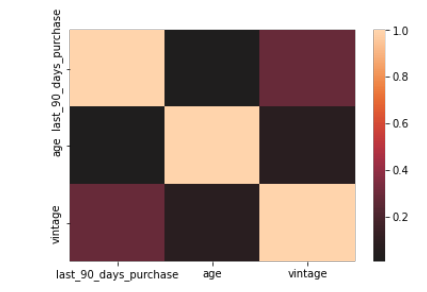 last_90_days_purchase
age
vintage
last_90_days_purchase age vintage
1.0
0.8
0.6
0.4
0.2